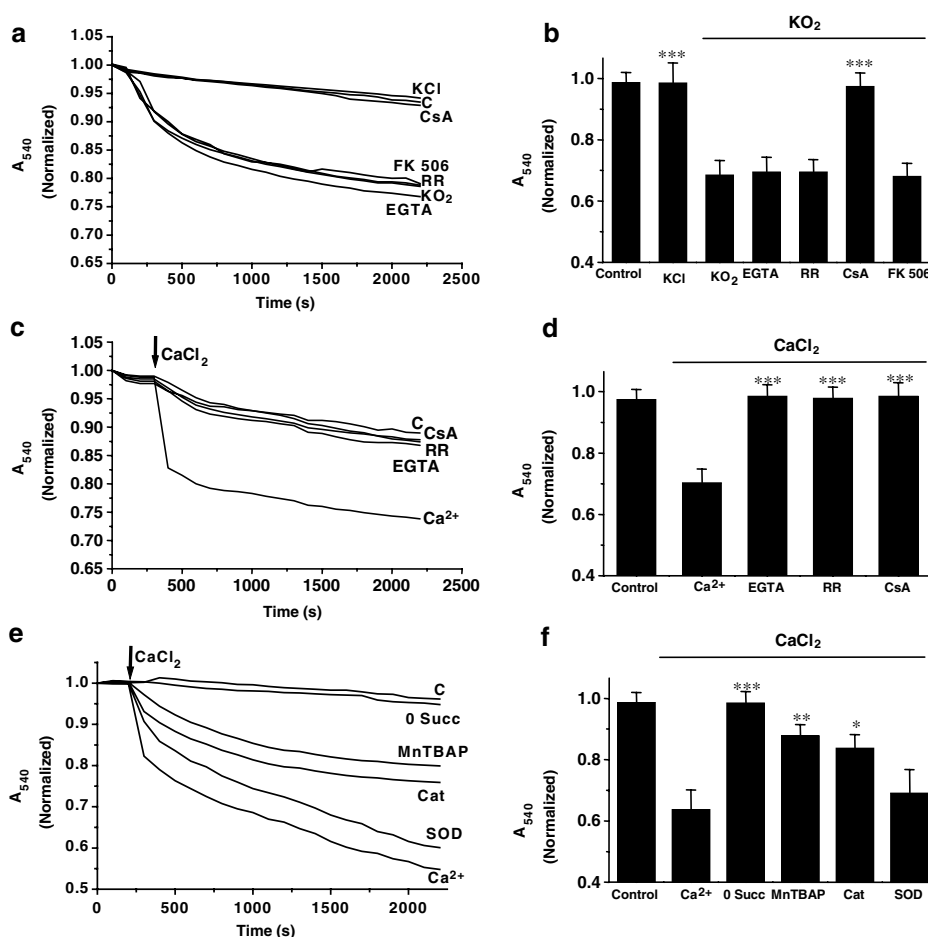 a
1.05
1.00
0.95
0.90
0.85
0.80
0.75
0.70
0.65
A540
(Normalized)
KCl
C
CsA
FK 506
RR
KO2
EGTA
0 500 1000 1500 2000 2500
Time (s)
b
KO2
*** ***
1.0
0.8
0.6
0.4
A540
(Normalized)
Control KCl KO2 EGTA RR CsA FK 506
c
1.05
1.00
0.95
0.90
0.85
0.80
0.75
0.70
0.65
A540
(Normalized)
CaCl2
C
CsA
RR
EGTA
Ca2+
0 500 1000 1500 2000 2500
Time (s)
d
CaCl2
*** *** ***
1.0
0.8
0.6
0.4
A540
(Normalized)
Control Ca2+ EGTA RR CsA
e
CaCl2
1.0
0.9
0.8
0.7
0.6
0.5
A540
(Normalized)
C
0 Succ
MnTBAP
Cat
SOD
Ca2+
0 500 1000 1500 2000
Time (s)
f
CaCl2
*** ** *
1.0
0.8
0.6
0.4
A540
(Normalized)
Control Ca2+ 0 Succ MnTBAP Cat SOD